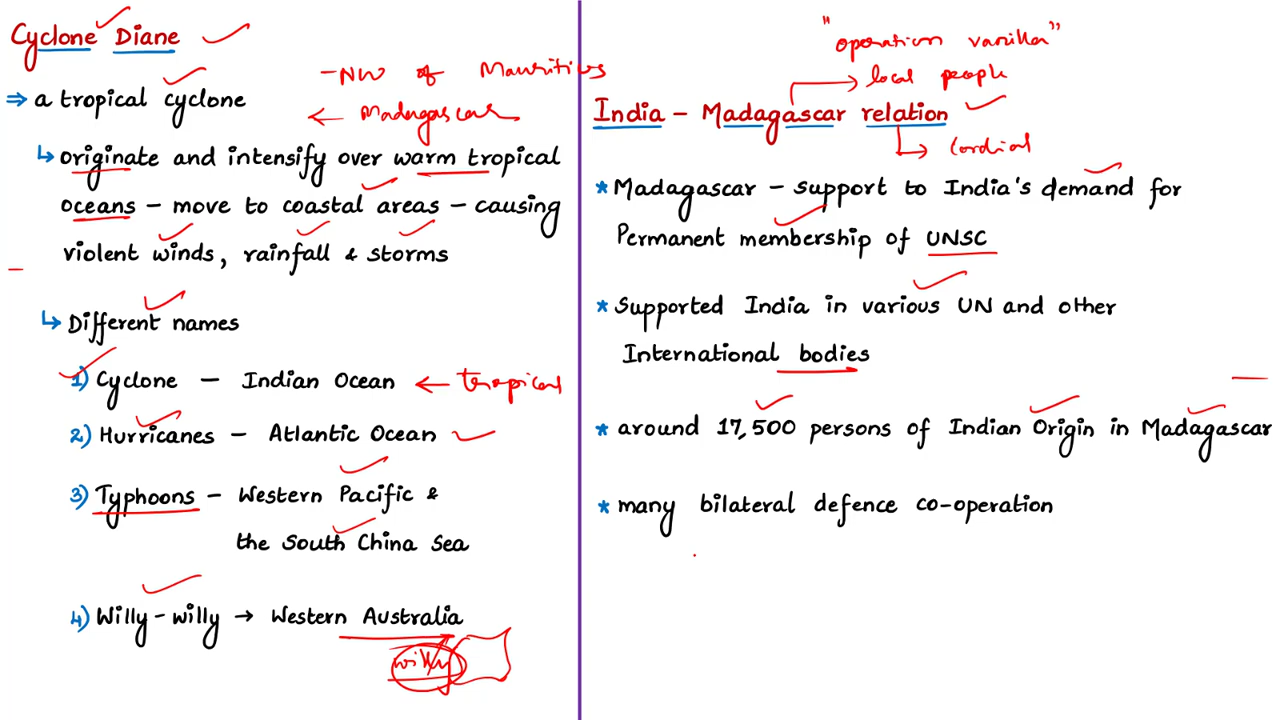 Cyclone Diane
-NW of Mauritius
⇒ a tropical cyclone
← Madagascar
↳ originate and intensify over warm tropical
oceans – move to coastal areas – causing
violent winds, rainfall & storms
↳ Different names
1) Cyclone – Indian Ocean ← tropical
2) Hurricanes – Atlantic Ocean
3) Typhoons – Western Pacific &
the South China Sea
4) Willy-willy → Western Australia
willy
"operation vanilla"
local people
India – Madagascar relation
cordial
* Madagascar – support to India's demand for
Permanent membership of UNSC
* Supported India in various UN and other
International bodies
* around 17,500 persons of Indian Origin in Madagascar
* many bilateral defence co-operation